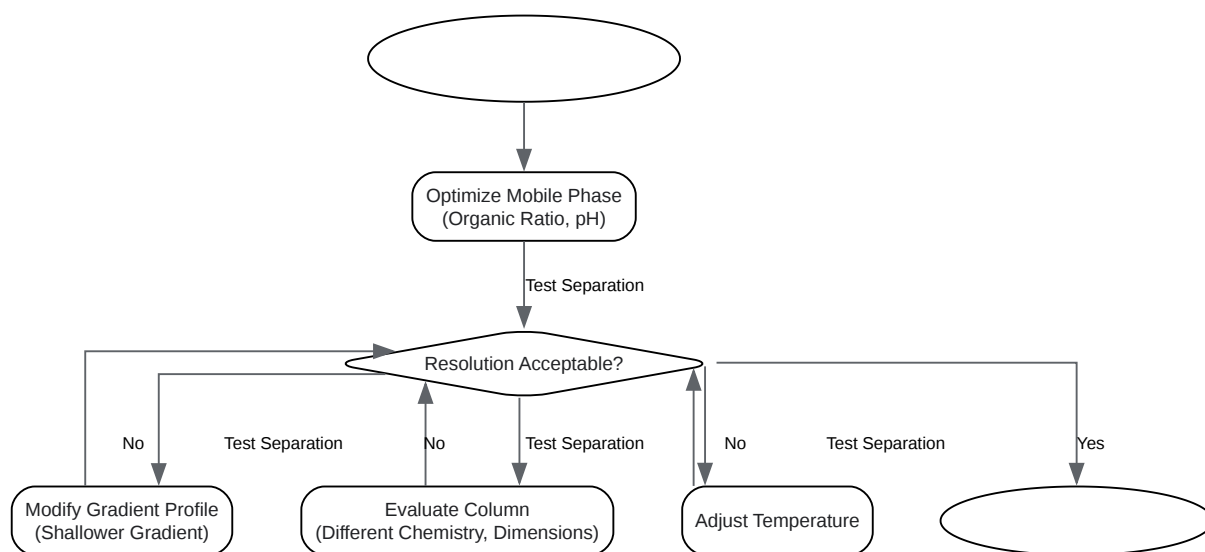 Optimize Mobile Phase
(Organic Ratio, pH)
Test Separation
Resolution Acceptable?
No
Test Separation
No
Test Separation
No
Test Separation
Yes
Modify Gradient Profile
(Shallower Gradient)
Evaluate Column
(Different Chemistry, Dimensions)
Adjust Temperature